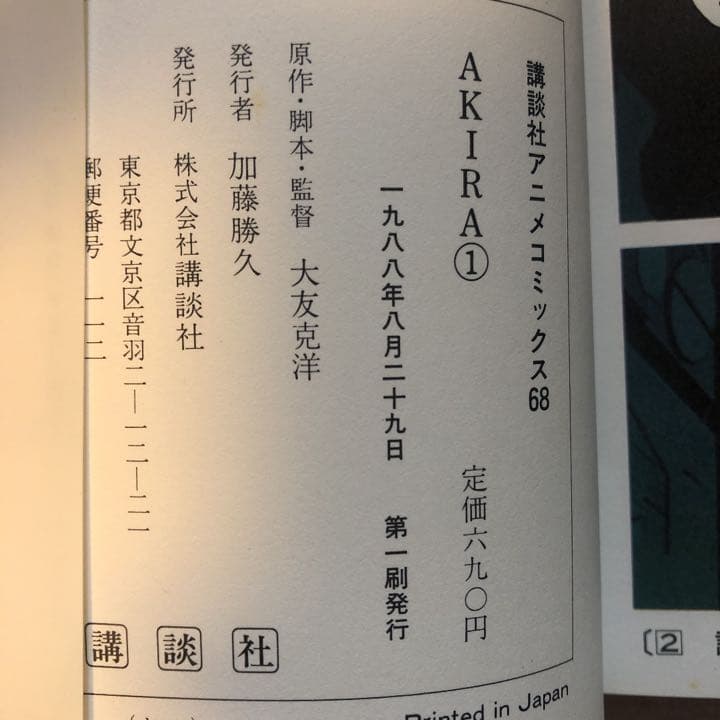 講談社アニメコミックス68
AKIRA①
定価六九〇円
一九八八年八月二十九日　第一刷発行
原作・脚本・監督　大友克洋
発行者　加藤勝久
発行所　株式会社講談社
東京都文京区音羽二―一二―二一
郵便番号　一一二
講談社
Printed in Japan
〔2